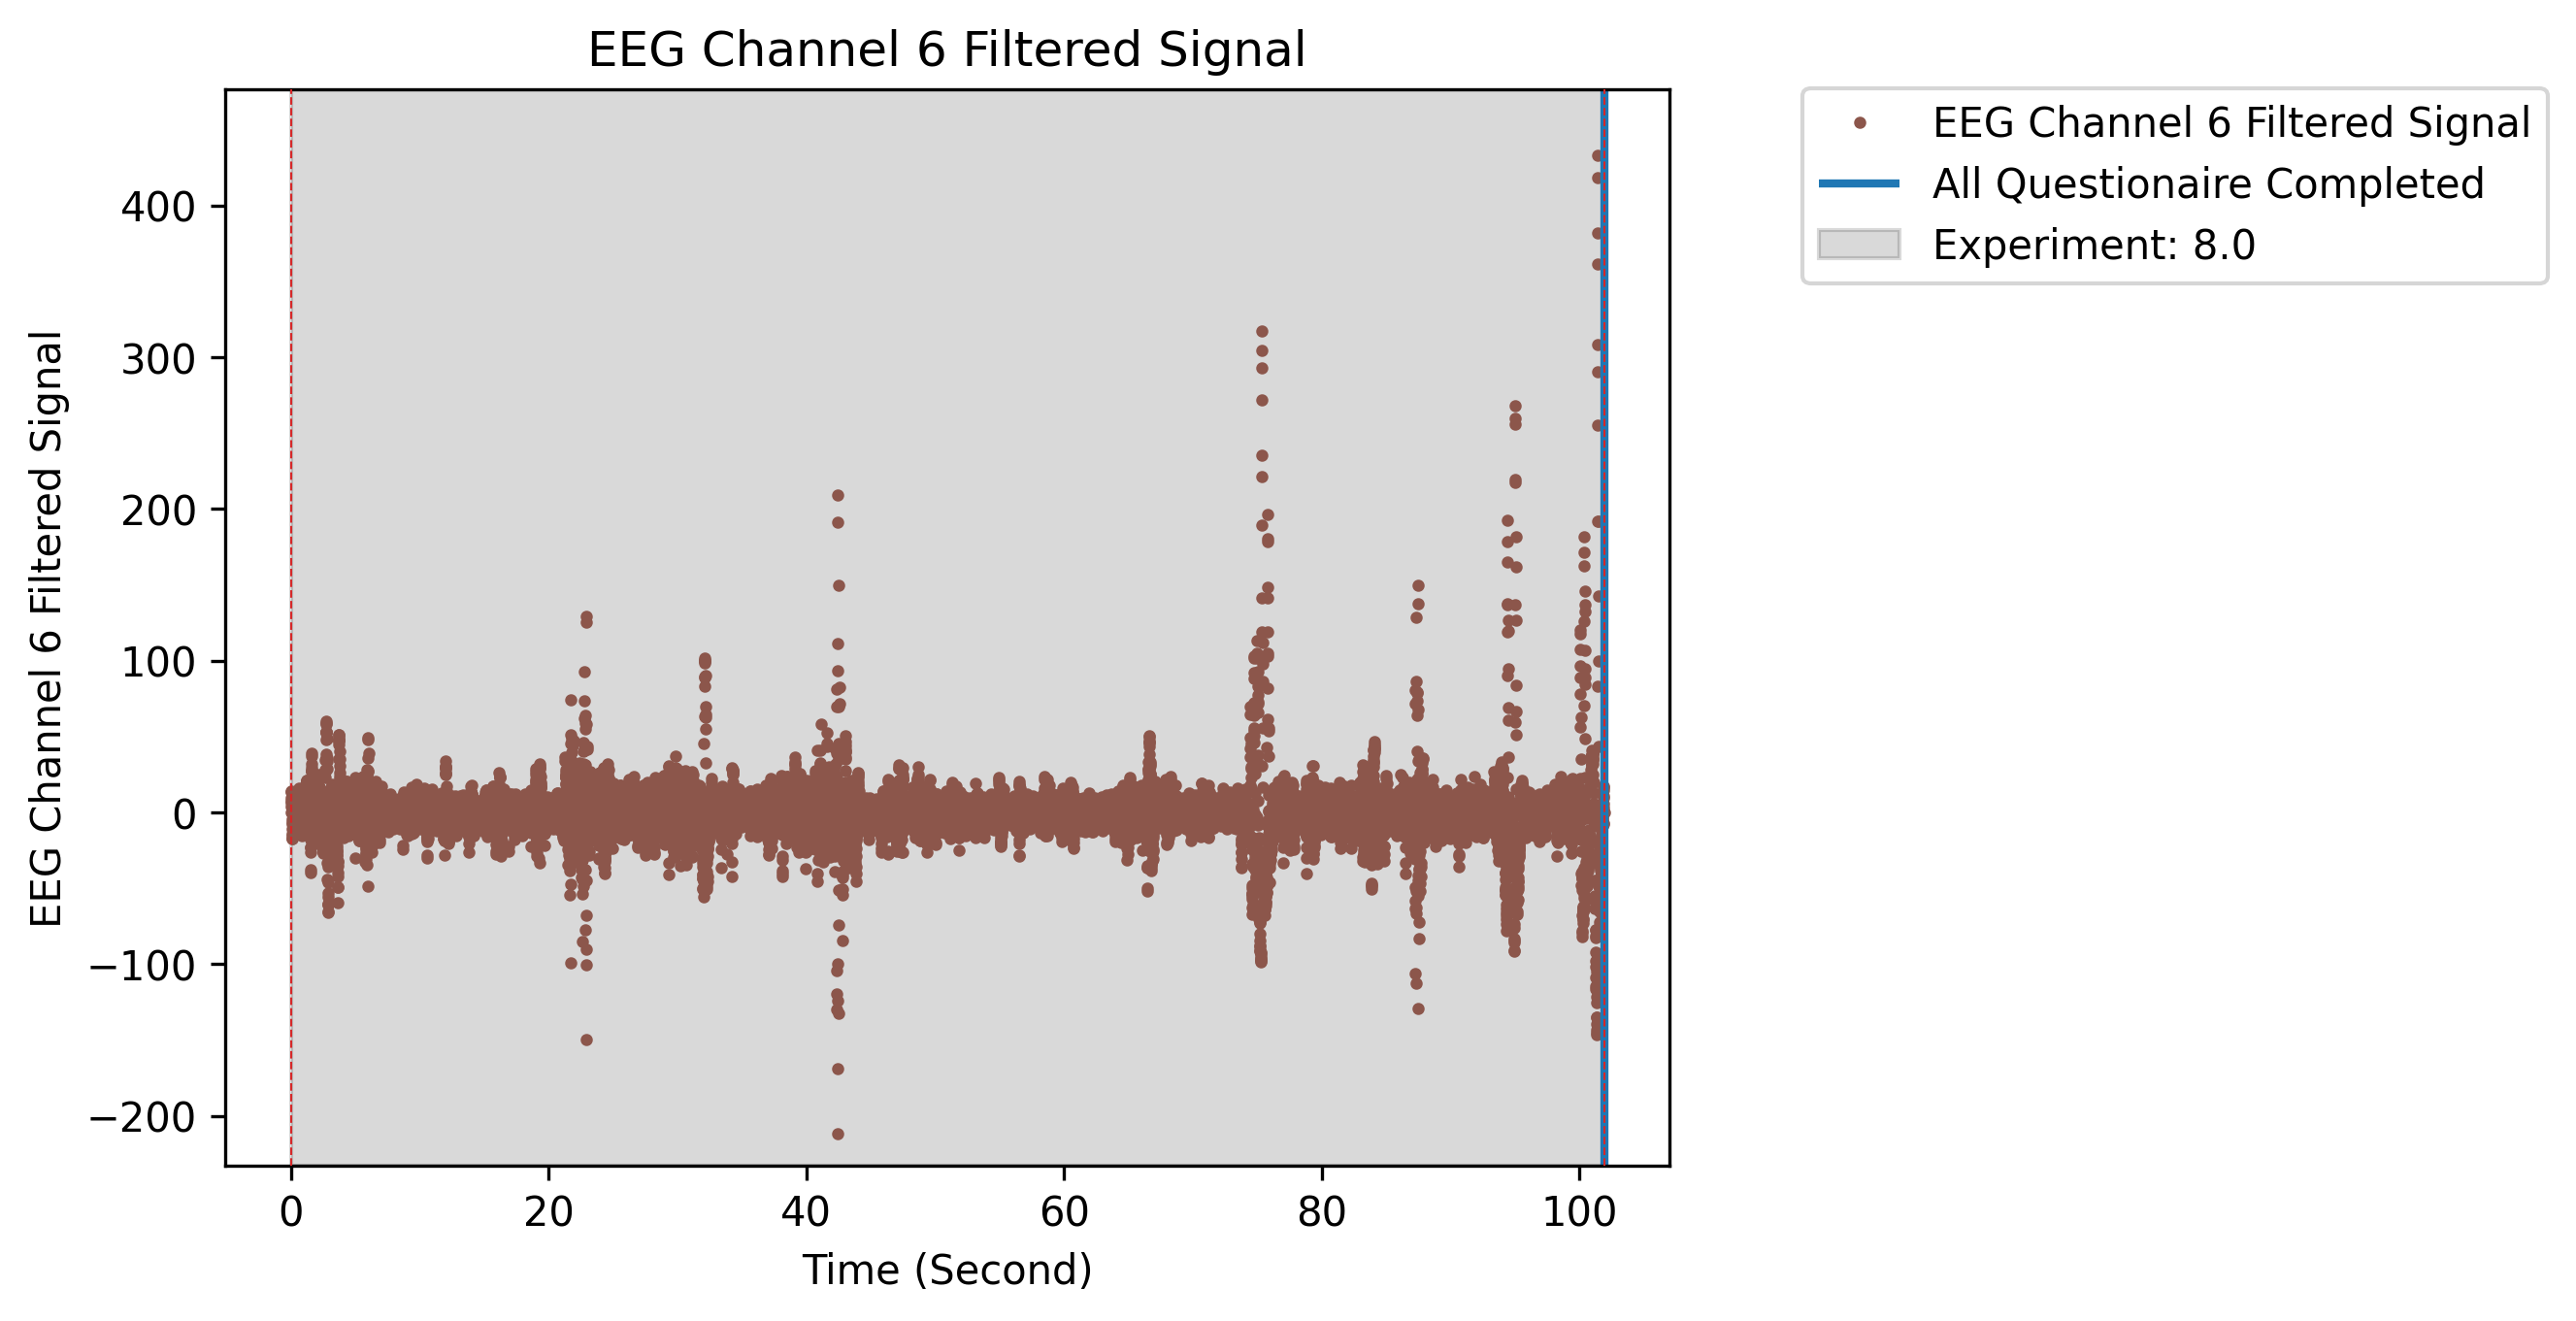 EEG Channel 6 Filtered Signal
EEG Channel 6 Filtered Signal
All Questionaire Completed
Experiment: 8.0
EEG Channel 6 Filtered Signal
400
300
200
100
0
−100
−200
0 20 40 60 80 100
Time (Second)